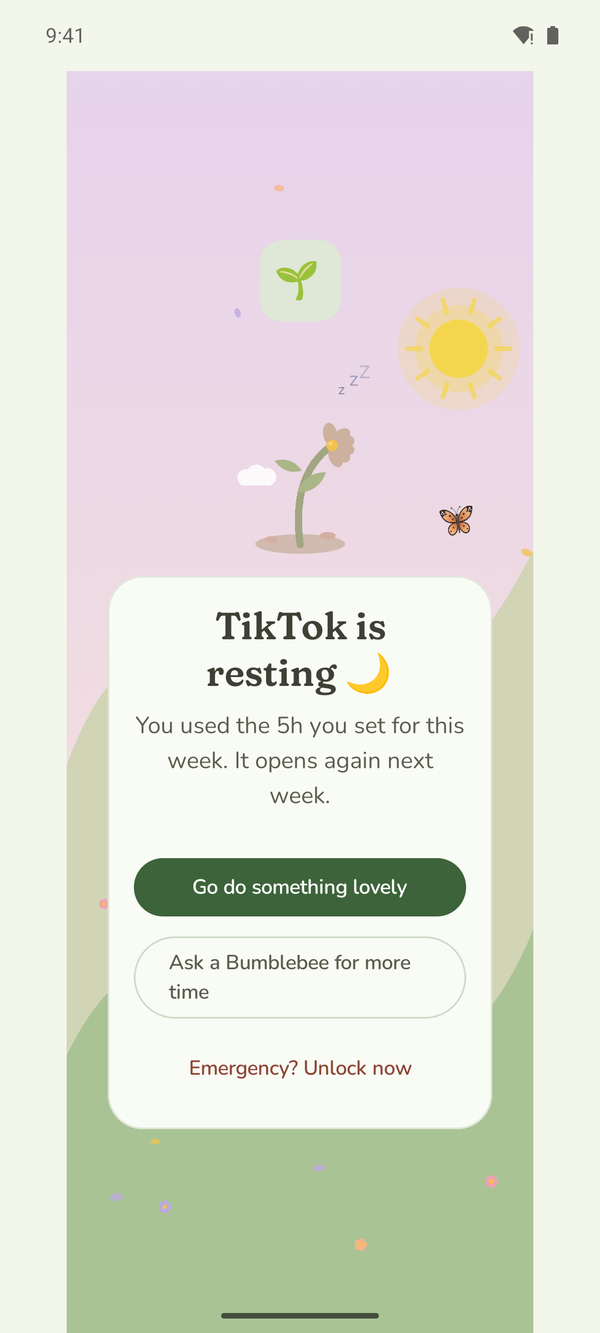 9:41
z
z
Z
TikTok is
resting 🌙
You used the 5h you set for this
week. It opens again next
week.
Go do something lovely
Ask a Bumblebee for more
time
Emergency? Unlock now